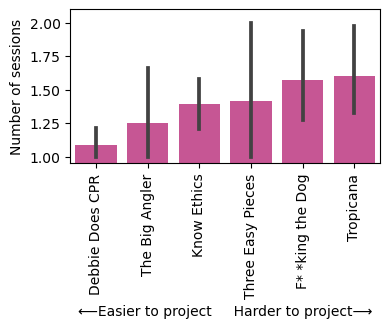 Number of sessions
2.00
1.75
1.50
1.25
1.00
Debbie Does CPR
The Big Angler
Know Ethics
Three Easy Pieces
F* *king the Dog
Tropicana
⟵Easier to project Harder to project⟶